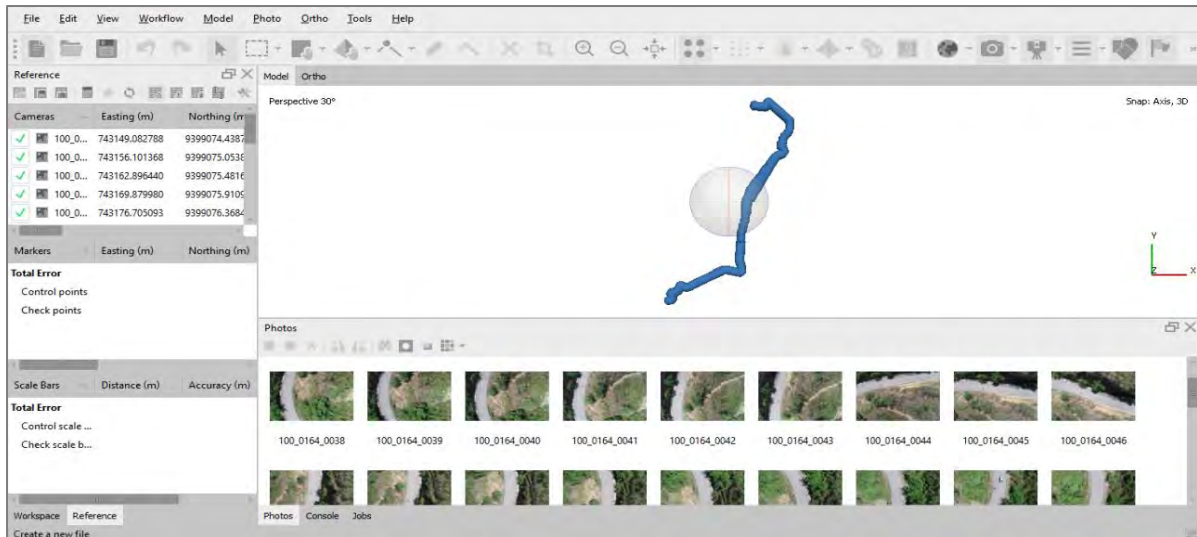 File Edit View Workflow Model Photo Ortho Tools Help
Reference
Model Ortho
Perspective 30°
Snap: Axis, 3D
Cameras Easting (m) Northing (m
100_0... 743149.082788 9399074.4387
100_0... 743156.101368 9399075.0538
100_0... 743162.896440 9399075.4816
100_0... 743169.879980 9399075.9109
100_0... 743176.705093 9399076.3684
Markers Easting (m) Northing (m)
Total Error
Control points
Check points
Y
Z X
Photos
Scale Bars Distance (m) Accuracy (m)
Total Error
Control scale ...
Check scale b...
100_0164_0038 100_0164_0039 100_0164_0040 100_0164_0041 100_0164_0042 100_0164_0043 100_0164_0044 100_0164_0045 100_0164_0046
Workspace Reference
Photos Console Jobs
Create a new file